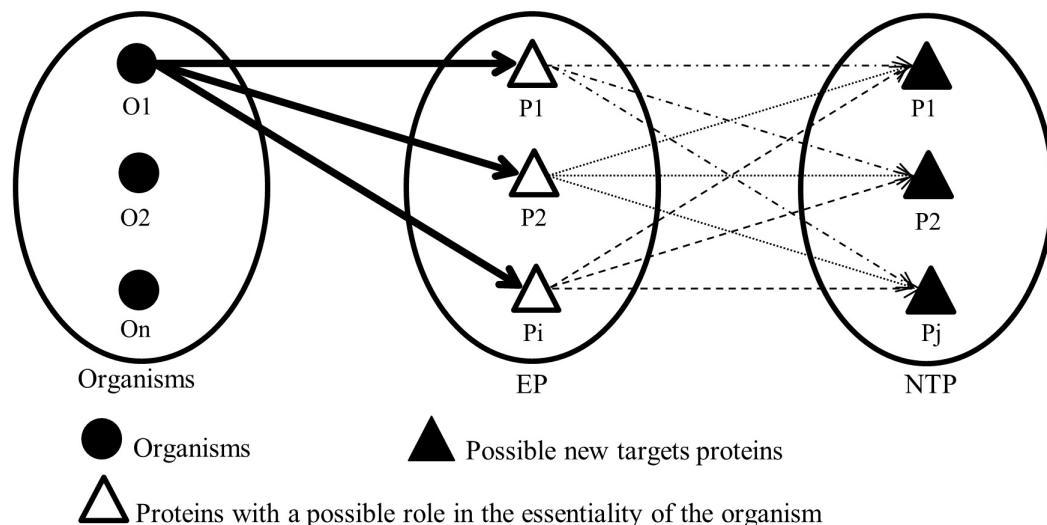 O1
P1
P1
O2
P2
P2
On
Pi
Pj
Organisms
EP
NTP
Organisms
Possible new targets proteins
Proteins with a possible role in the essentiality of the organism